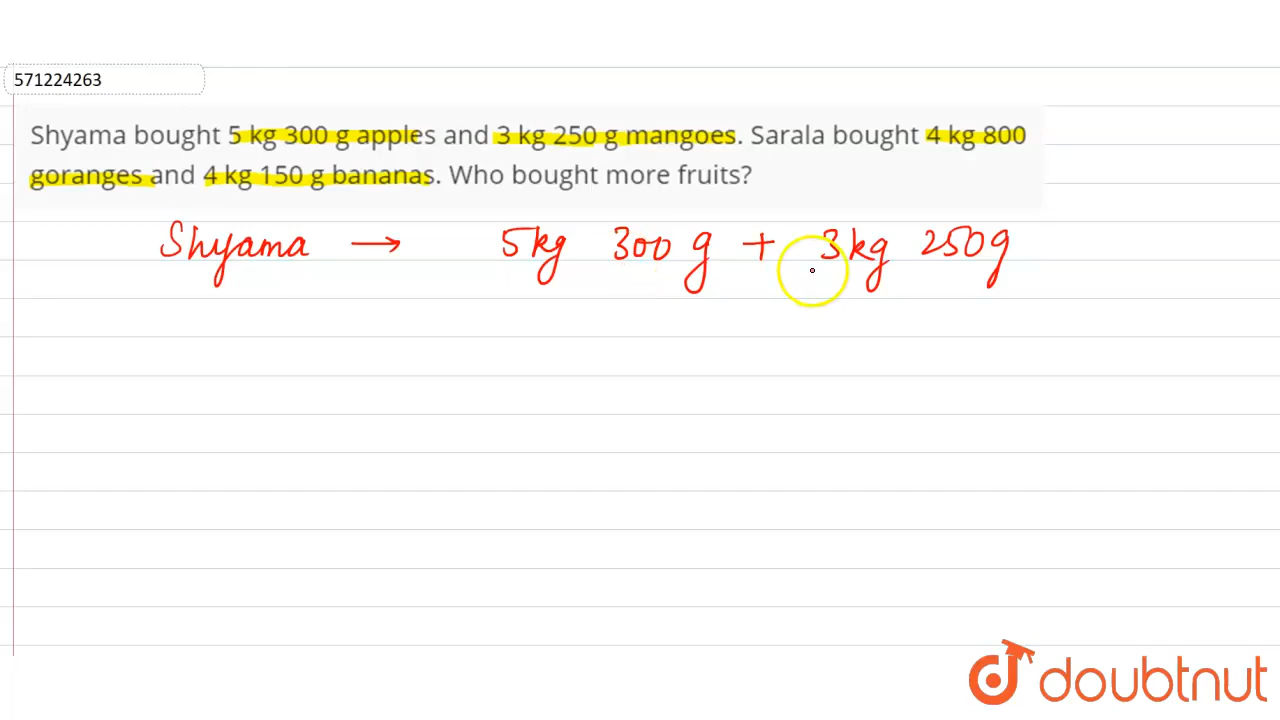 571224263
Shyama bought 5 kg 300 g apples and 3 kg 250 g mangoes. Sarala bought 4 kg 800
goranges and 4 kg 150 g bananas. Who bought more fruits?
Shyama → 5kg 300 g + 3kg 250g
doubtnut